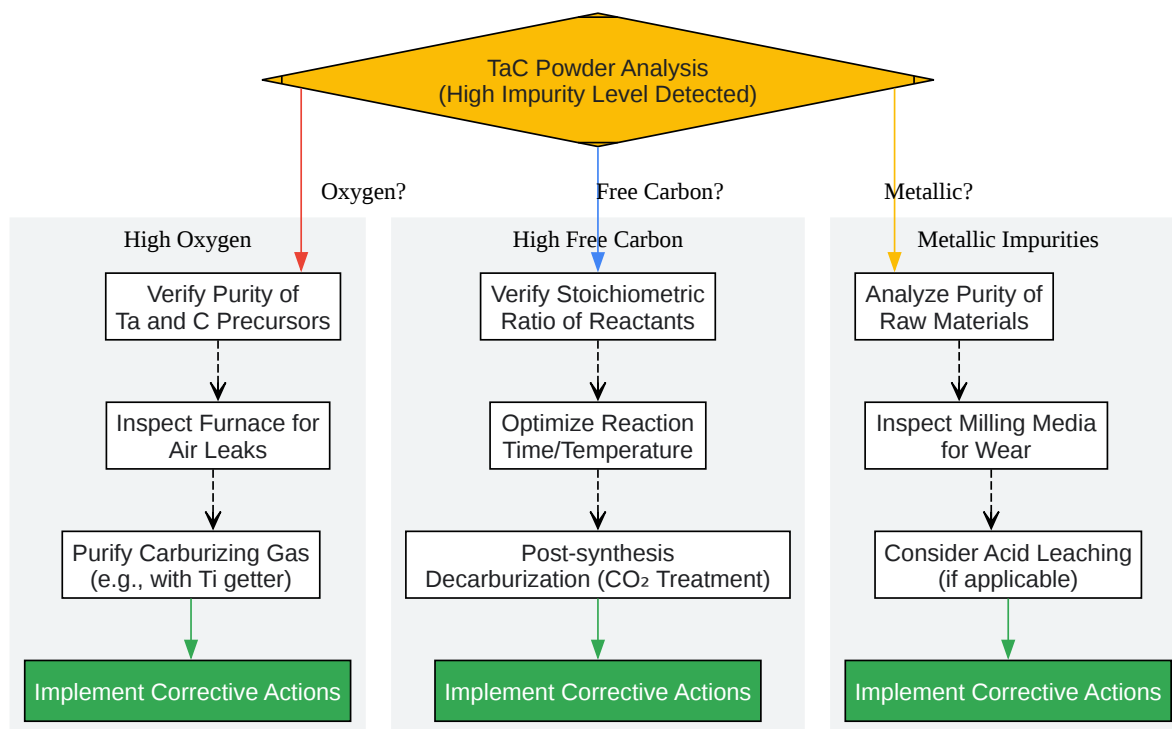 TaC Powder Analysis
(High Impurity Level Detected)
Oxygen?
Free Carbon?
Metallic?
High Oxygen
Verify Purity of
Ta and C Precursors
Inspect Furnace for
Air Leaks
Purify Carburizing Gas
(e.g., with Ti getter)
Implement Corrective Actions
High Free Carbon
Verify Stoichiometric
Ratio of Reactants
Optimize Reaction
Time/Temperature
Post-synthesis
Decarburization (CO₂ Treatment)
Implement Corrective Actions
Metallic Impurities
Analyze Purity of
Raw Materials
Inspect Milling Media
for Wear
Consider Acid Leaching
(if applicable)
Implement Corrective Actions